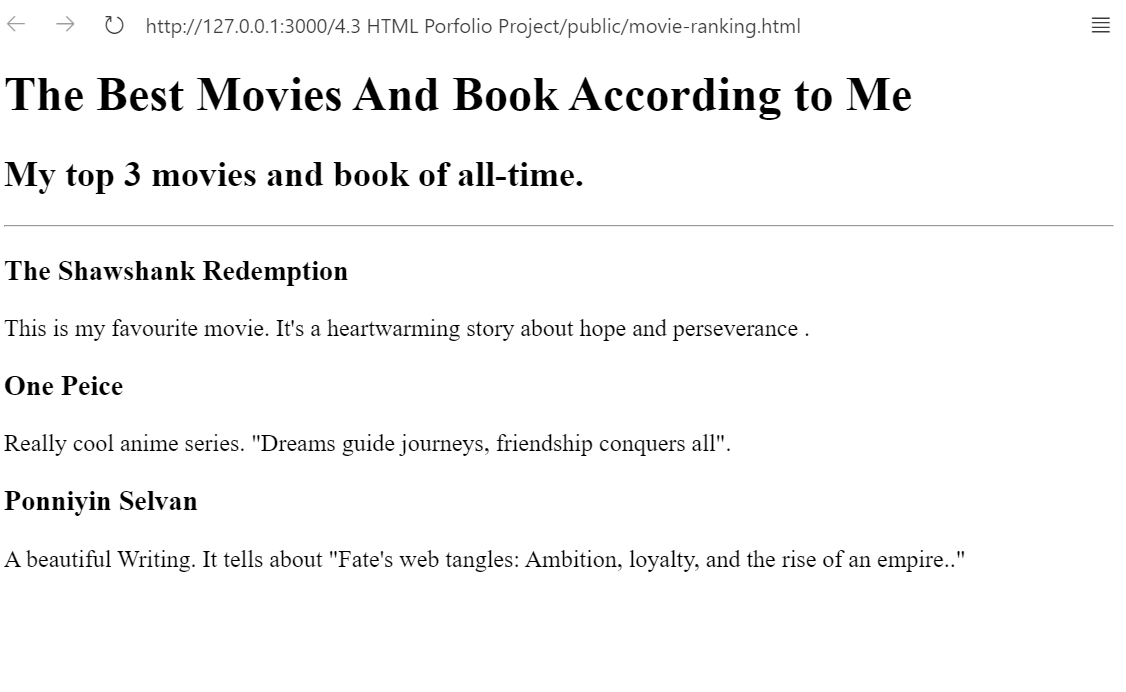 http://127.0.0.1:3000/4.3 HTML Porfolio Project/public/movie-ranking.html
The Best Movies And Book According to Me
My top 3 movies and book of all-time.
The Shawshank Redemption
This is my favourite movie. It's a heartwarming story about hope and perseverance .
One Peice
Really cool anime series. "Dreams guide journeys, friendship conquers all".
Ponniyin Selvan
A beautiful Writing. It tells about "Fate's web tangles: Ambition, loyalty, and the rise of an empire.."